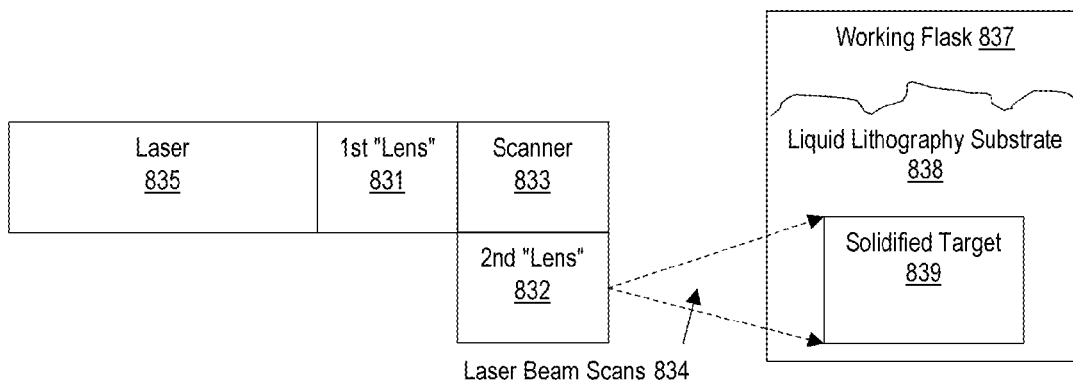 Working Flask 837
Laser
835
1st "Lens"
831
Scanner
833
Liquid Lithography Substrate
838
2nd "Lens"
832
Solidified Target
839
Laser Beam Scans 834